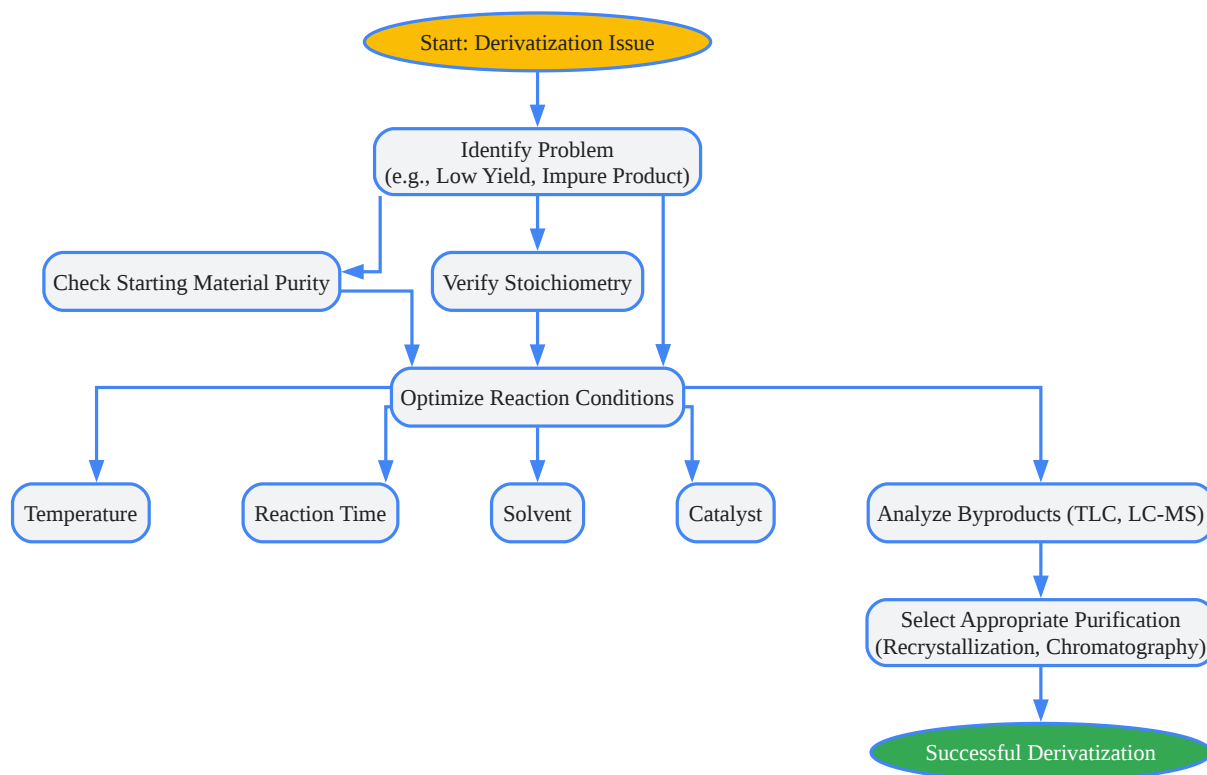 Start: Derivatization Issue
Identify Problem
(e.g., Low Yield, Impure Product)
Check Starting Material Purity
Verify Stoichiometry
Optimize Reaction Conditions
Temperature
Reaction Time
Solvent
Catalyst
Analyze Byproducts (TLC, LC-MS)
Select Appropriate Purification
(Recrystallization, Chromatography)
Successful Derivatization